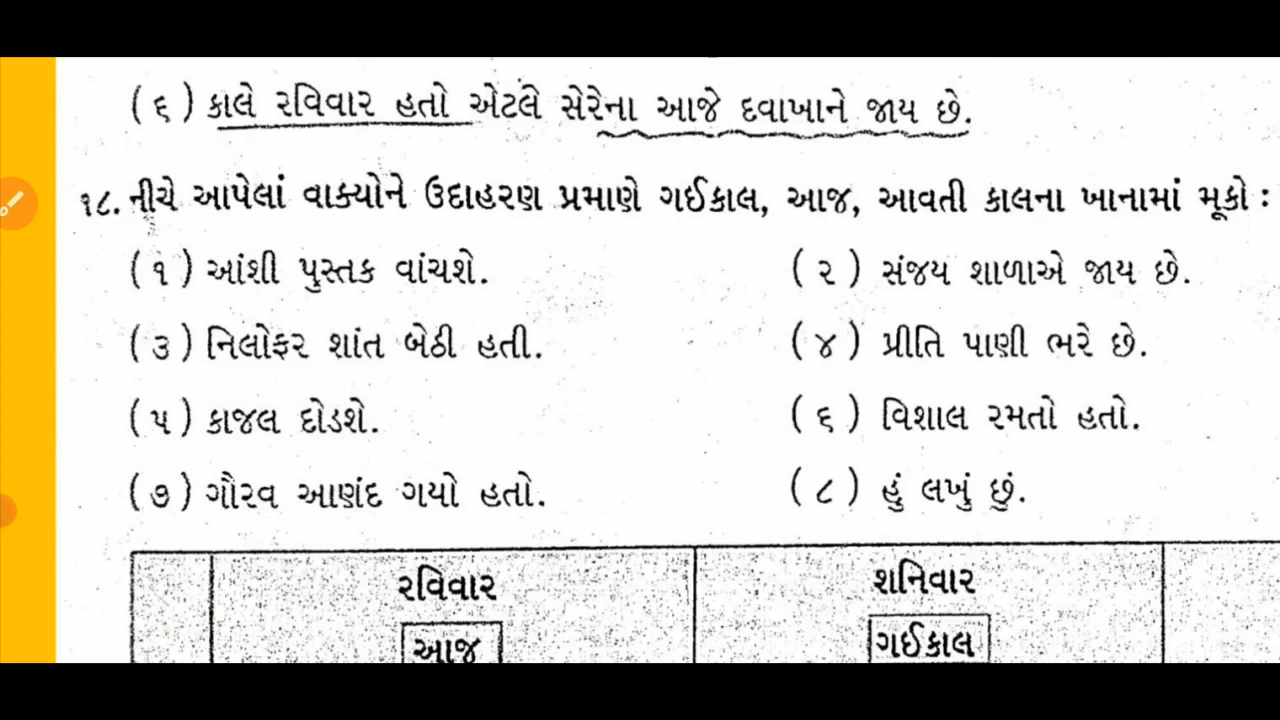 (૬) કાલે રવિવાર હતો એટલે સેરેના આજે દવાખાને જાય છે.
૧૮. નીચે આપેલાં વાક્યોને ઉદાહરણ પ્રમાણે ગઈકાલ, આજ, આવતી કાલના ખાનામાં મૂકો :
(૧) આંશી પુસ્તક વાંચશે. (૨) સંજય શાળાએ જાય છે.
(૩) નિલોફર શાંત બેઠી હતી. (૪) પ્રીતિ પાણી ભરે છે.
(૫) કાજલ દોડશે. (૬) વિશાલ રમતો હતો.
(૭) ગૌરવ આણંદ ગયો હતો. (૮) હું લખું છું.
રવિવાર શનિવાર
આજ ગઈકાલ